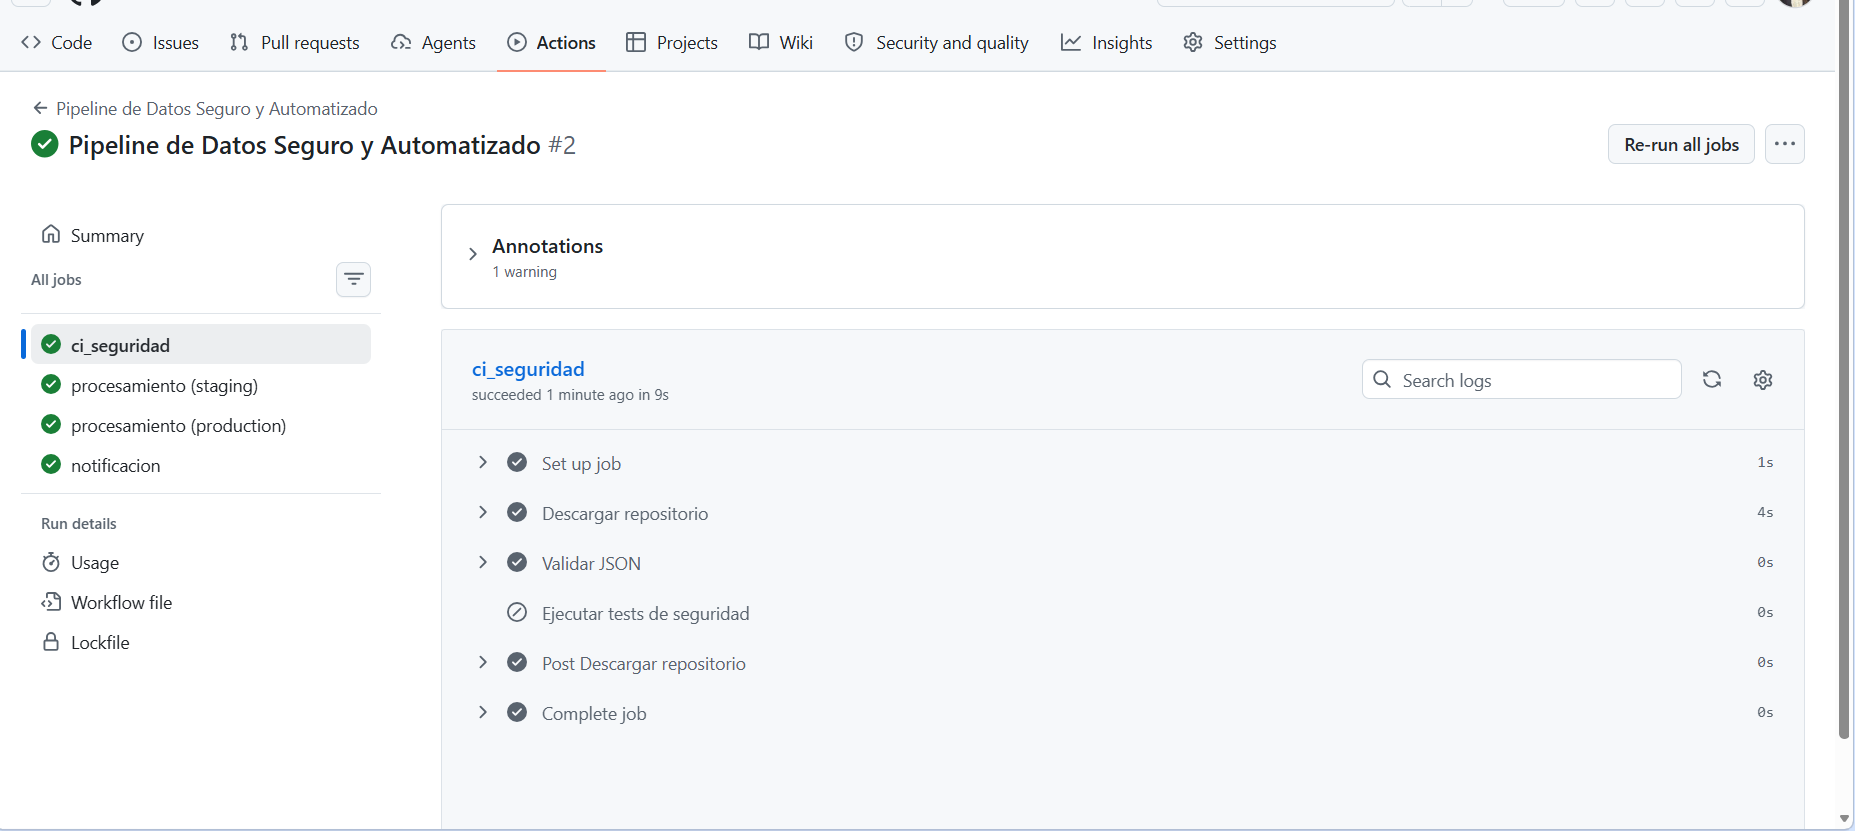 Code Issues Pull requests Agents Actions Projects Wiki Security and quality Insights Settings
Pipeline de Datos Seguro y Automatizado
Pipeline de Datos Seguro y Automatizado #2
Re-run all jobs
Summary
All jobs
ci_seguridad
procesamiento (staging)
procesamiento (production)
notificacion
Run details
Usage
Workflow file
Lockfile
Annotations
1 warning
ci_seguridad
succeeded 1 minute ago in 9s
Search logs
Set up job 1s
Descargar repositorio 4s
Validar JSON 0s
Ejecutar tests de seguridad 0s
Post Descargar repositorio 0s
Complete job 0s